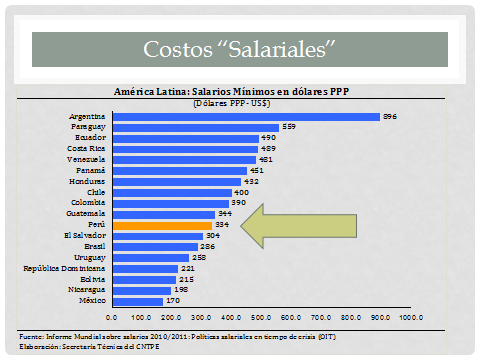 Costos “Salariales”
América Latina: Salarios Mínimos en dólares PPP
(Dólares PPP - US$)
Argentina 896
Paraguay 559
Ecuador 490
Costa Rica 489
Venezuela 481
Panamá 451
Honduras 432
Chile 400
Colombia 390
Guatemala 344
Perú 334
El Salvador 304
Brasil 286
Uruguay 258
República Dominicana 221
Bolivia 215
Nicaragua 198
México 170
0.0 100.0 200.0 300.0 400.0 500.0 600.0 700.0 800.0 900.0 1000.0
Fuente: Informe Mundial sobre salarios 2010/2011: Políticas salariales en tiempo de crisis (OIT)
Elaboración: Secretaría Técnica del CNTPE